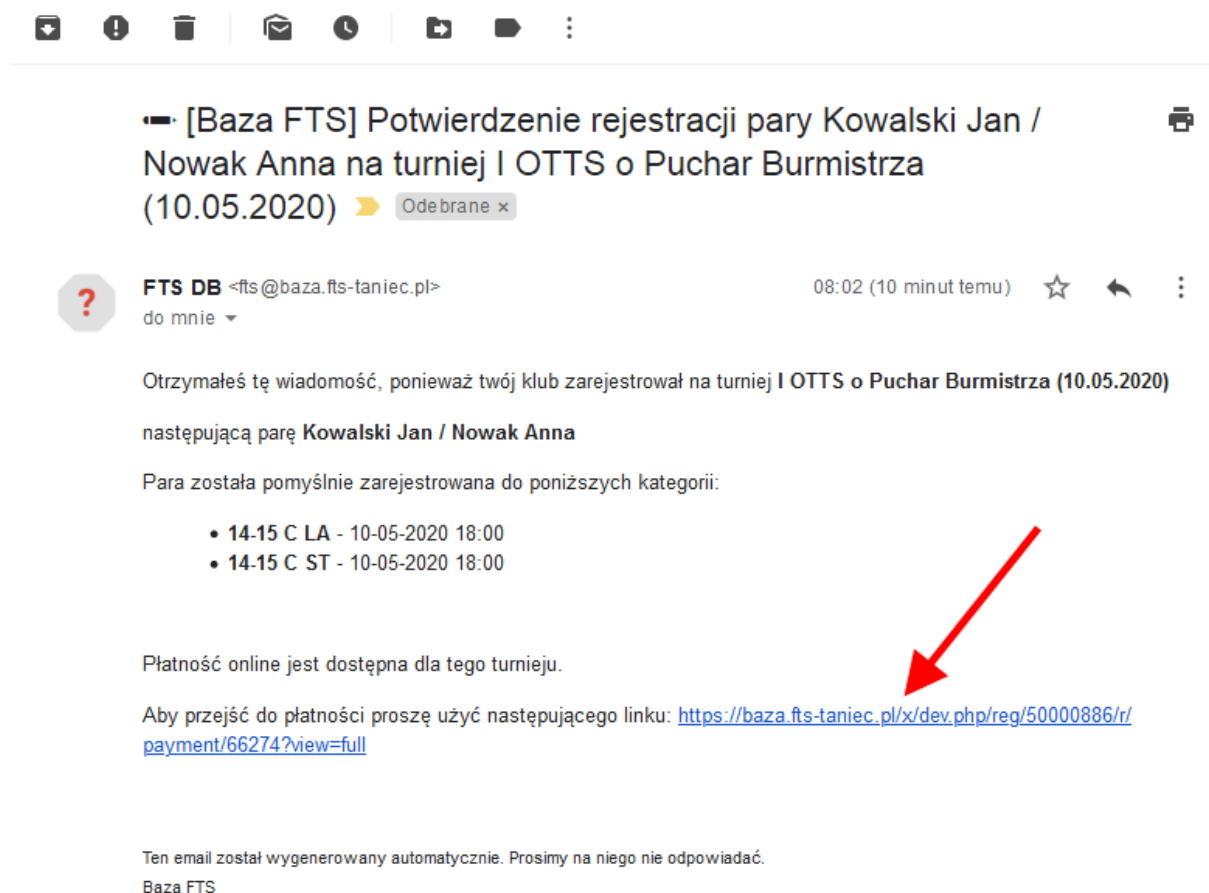 [Baza FTS] Potwierdzenie rejestracji pary Kowalski Jan /
Nowak Anna na turniej I OTTS o Puchar Burmistrza
(10.05.2020) Odebrane ×
FTS DB <fts@baza.fts-taniec.pl> 08:02 (10 minut temu)
do mnie
Otrzymałeś tę wiadomość, ponieważ twój klub zarejestrował na turniej I OTTS o Puchar Burmistrza (10.05.2020)
następującą parę Kowalski Jan / Nowak Anna
Para została pomyślnie zarejestrowana do poniższych kategorii:
• 14-15 C LA - 10-05-2020 18:00
• 14-15 C ST - 10-05-2020 18:00
Płatność online jest dostępna dla tego turnieju.
Aby przejść do płatności proszę użyć następującego linku: https://baza.fts-taniec.pl/x/dev.php/reg/50000886/r/
payment/66274?view=full
Ten email został wygenerowany automatycznie. Prosimy na niego nie odpowiadać.
Baza FTS